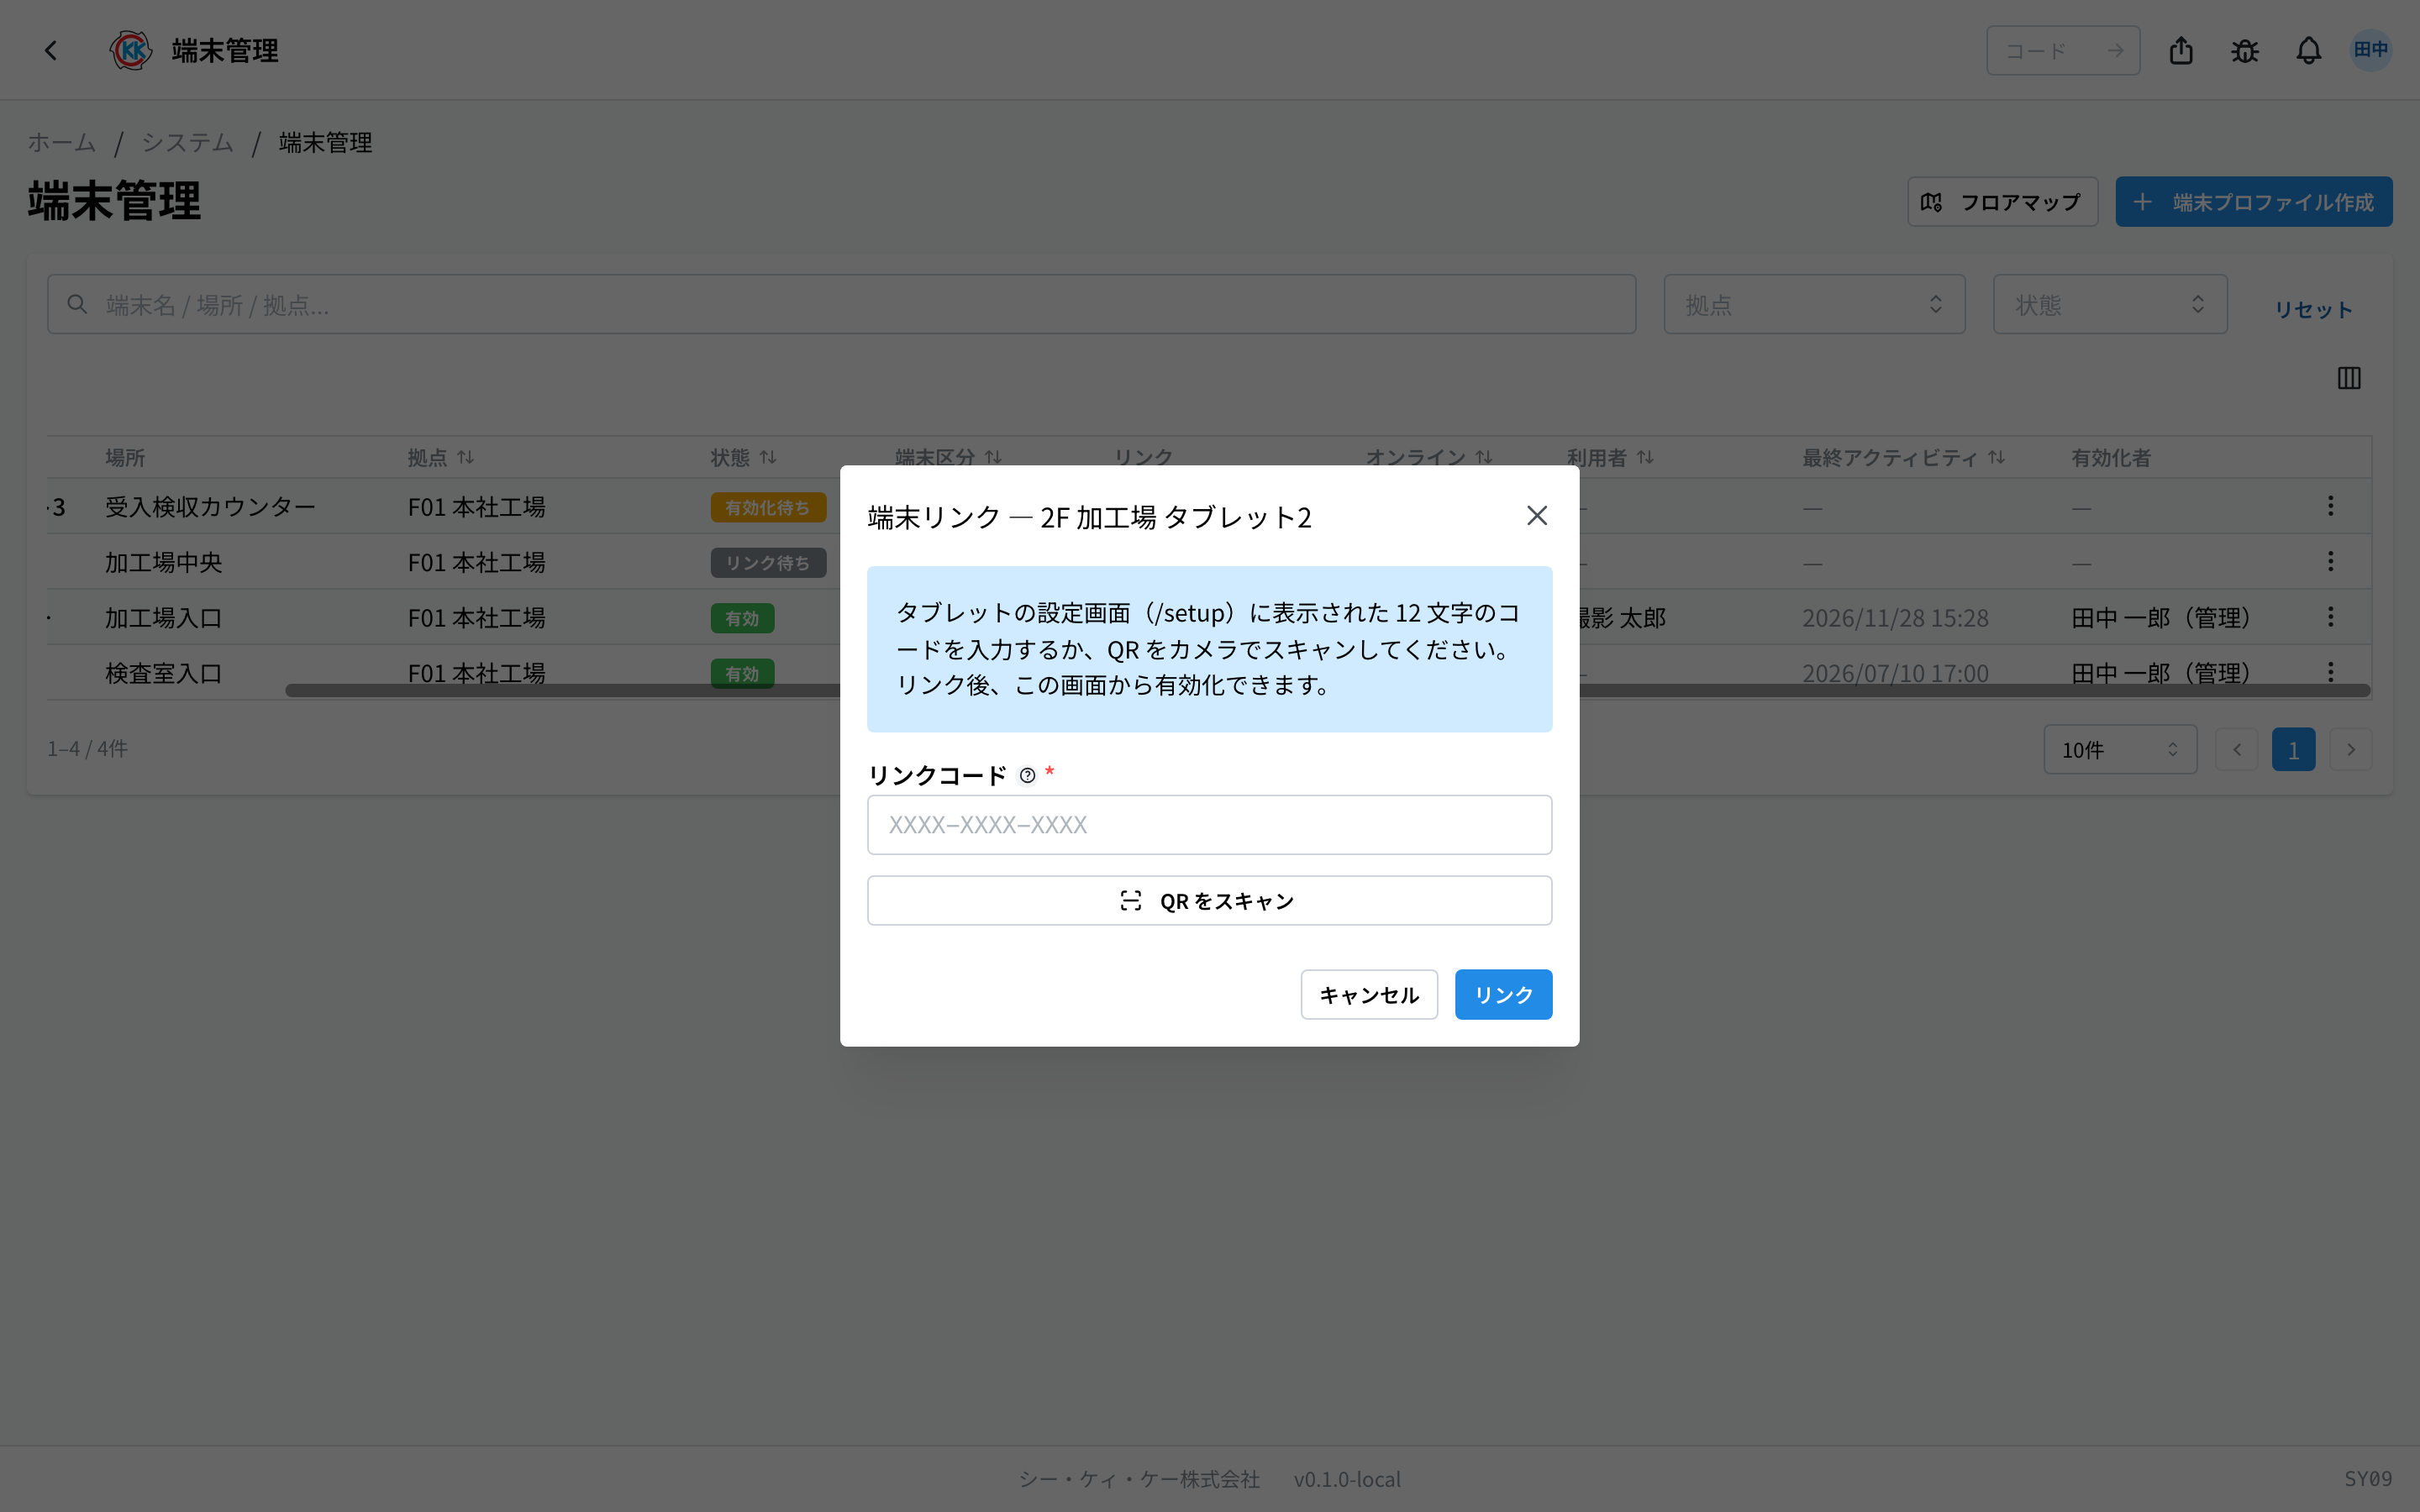 端末管理
コード
田中
ホーム / システム / 端末管理
端末管理
フロアマップ
端末プロファイル作成
端末名 / 場所 / 拠点...
拠点
状態
リセット
場所 拠点 状態 端末区分 リンク オンライン 利用者 最終アクティビティ 有効化者
3 受入検収カウンター F01 本社工場 有効化待ち — —
加工場中央 F01 本社工場 リンク待ち — —
加工場入口 F01 本社工場 有効 撮影 太郎 2026/11/28 15:28 田中 一郎（管理）
検査室入口 F01 本社工場 有効 2026/07/10 17:00 田中 一郎（管理）
1–4 / 4件
10件
1
端末リンク — 2F 加工場 タブレット2
タブレットの設定画面（/setup）に表示された 12 文字のコ
ードを入力するか、QR をカメラでスキャンしてください。
リンク後、この画面から有効化できます。
リンクコード *
XXXX–XXXX–XXXX
QR をスキャン
キャンセル
リンク
シー・ケィ・ケー株式会社 v0.1.0-local
SY09